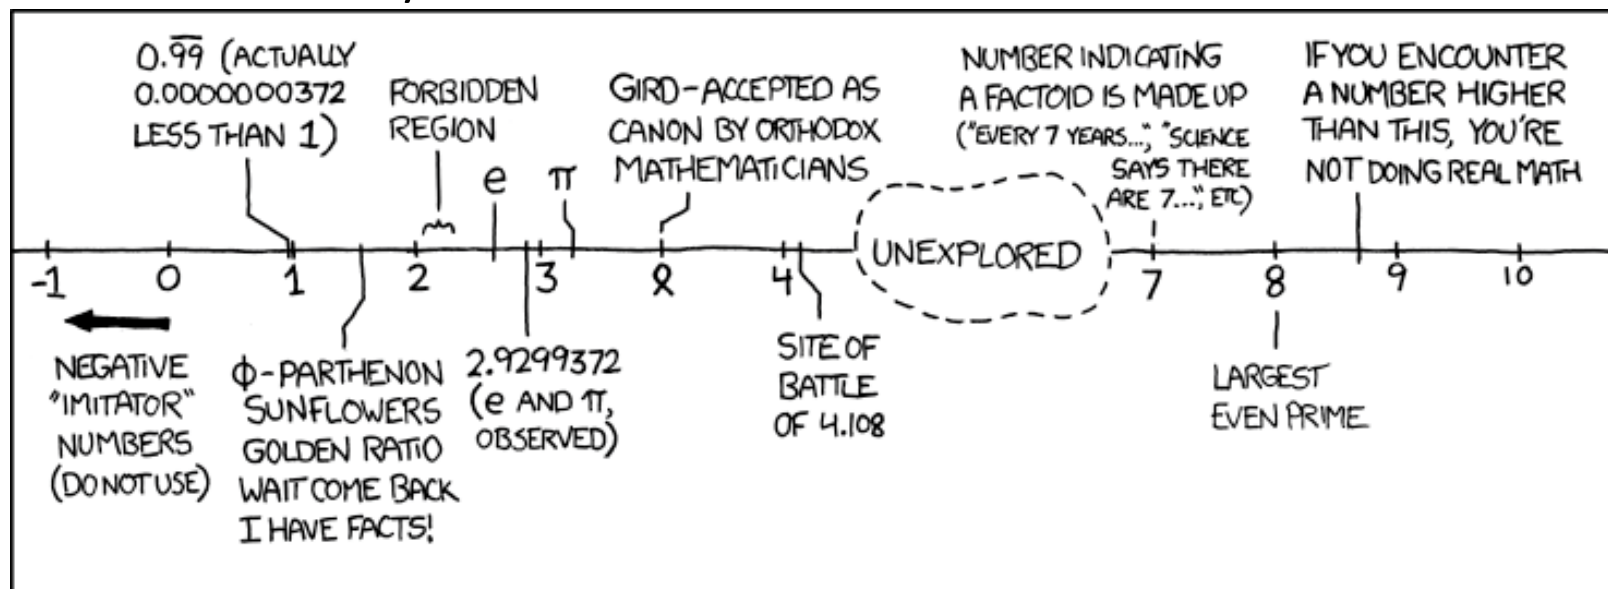 0.99 (ACTUALLY
0.0000000372
LESS THAN 1)
FORBIDDEN
REGION
e
π
GIRD-ACCEPTED AS
CANON BY ORTHODOX
MATHEMATICIANS
NUMBER INDICATING
A FACTOID IS MADE UP
("EVERY 7 YEARS...", "SCIENCE
SAYS THERE
ARE 7...", ETC)
IF YOU ENCOUNTER
A NUMBER HIGHER
THAN THIS, YOU'RE
NOT DOING REAL MATH
UNEXPLORED
-1 0 1 2 3 4 7 8 9 10
NEGATIVE
"IMITATOR"
NUMBERS
(DO NOT USE)
ϕ-PARTHENON
SUNFLOWERS
GOLDEN RATIO
WAIT COME BACK
I HAVE FACTS!
2.9299372
(e AND π,
OBSERVED)
SITE OF
BATTLE
OF 4.108
LARGEST
EVEN PRIME